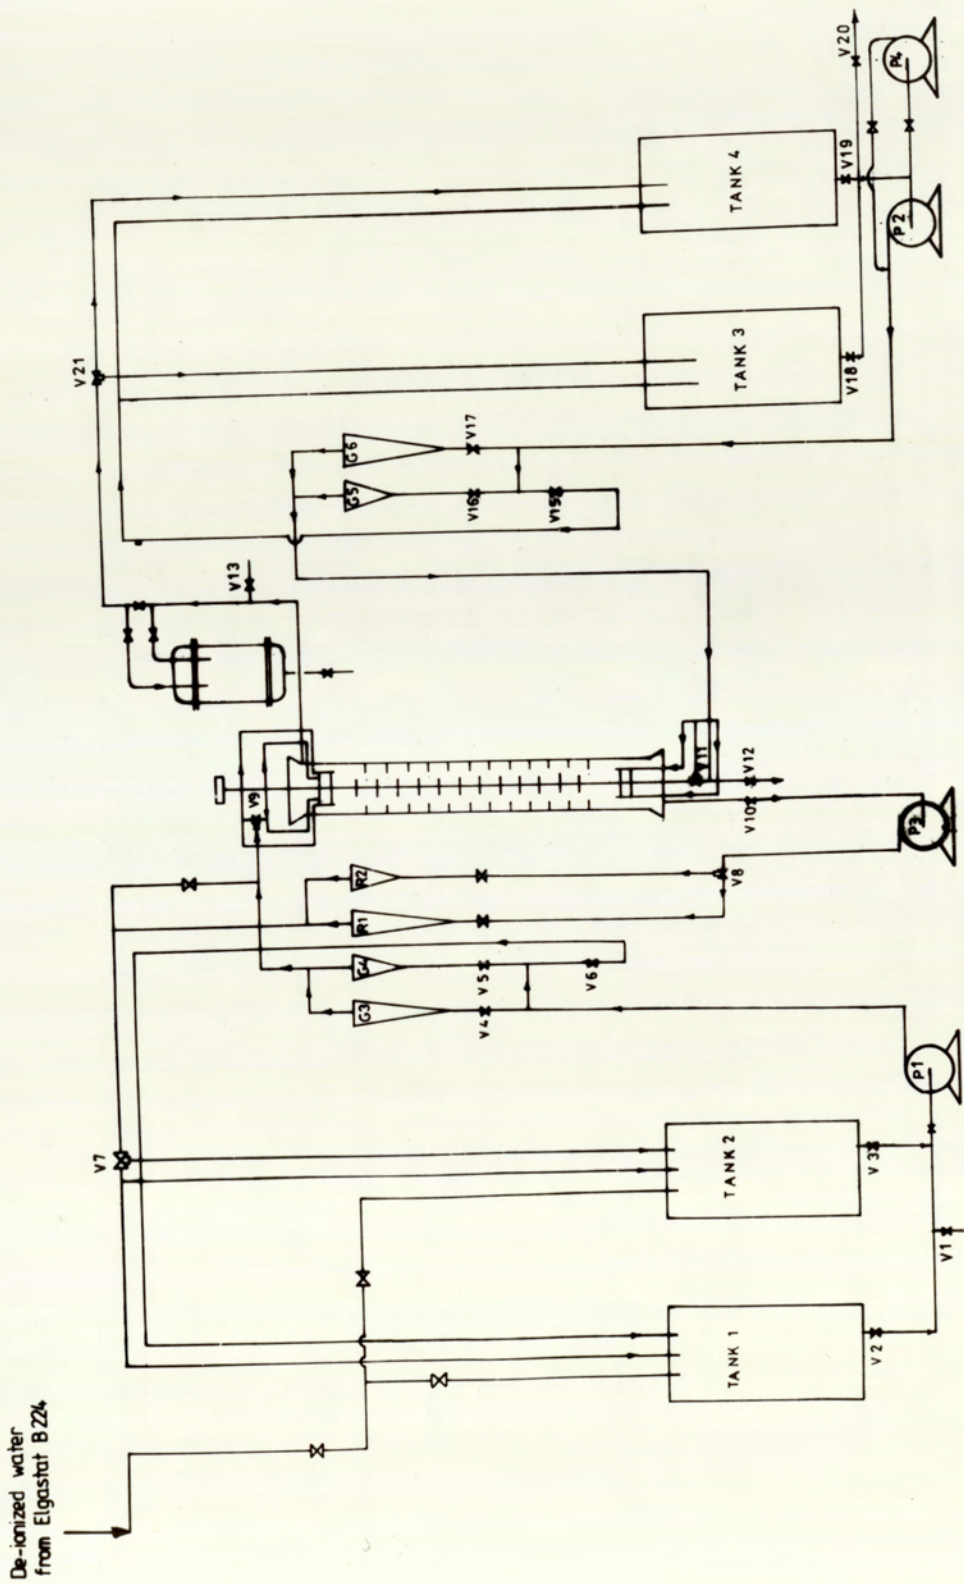 De-ionized water
from Elgastat B224
V7
V21
V20
V9
V13
G3
G4
R1
R2
G5
G6
V4
V5
V6
V8
V16
V15
V17
V10
V11
V12
TANK 1
TANK 2
TANK 3
TANK 4
V2
V3
V1
V18
V19
P1
P3
P2
P4